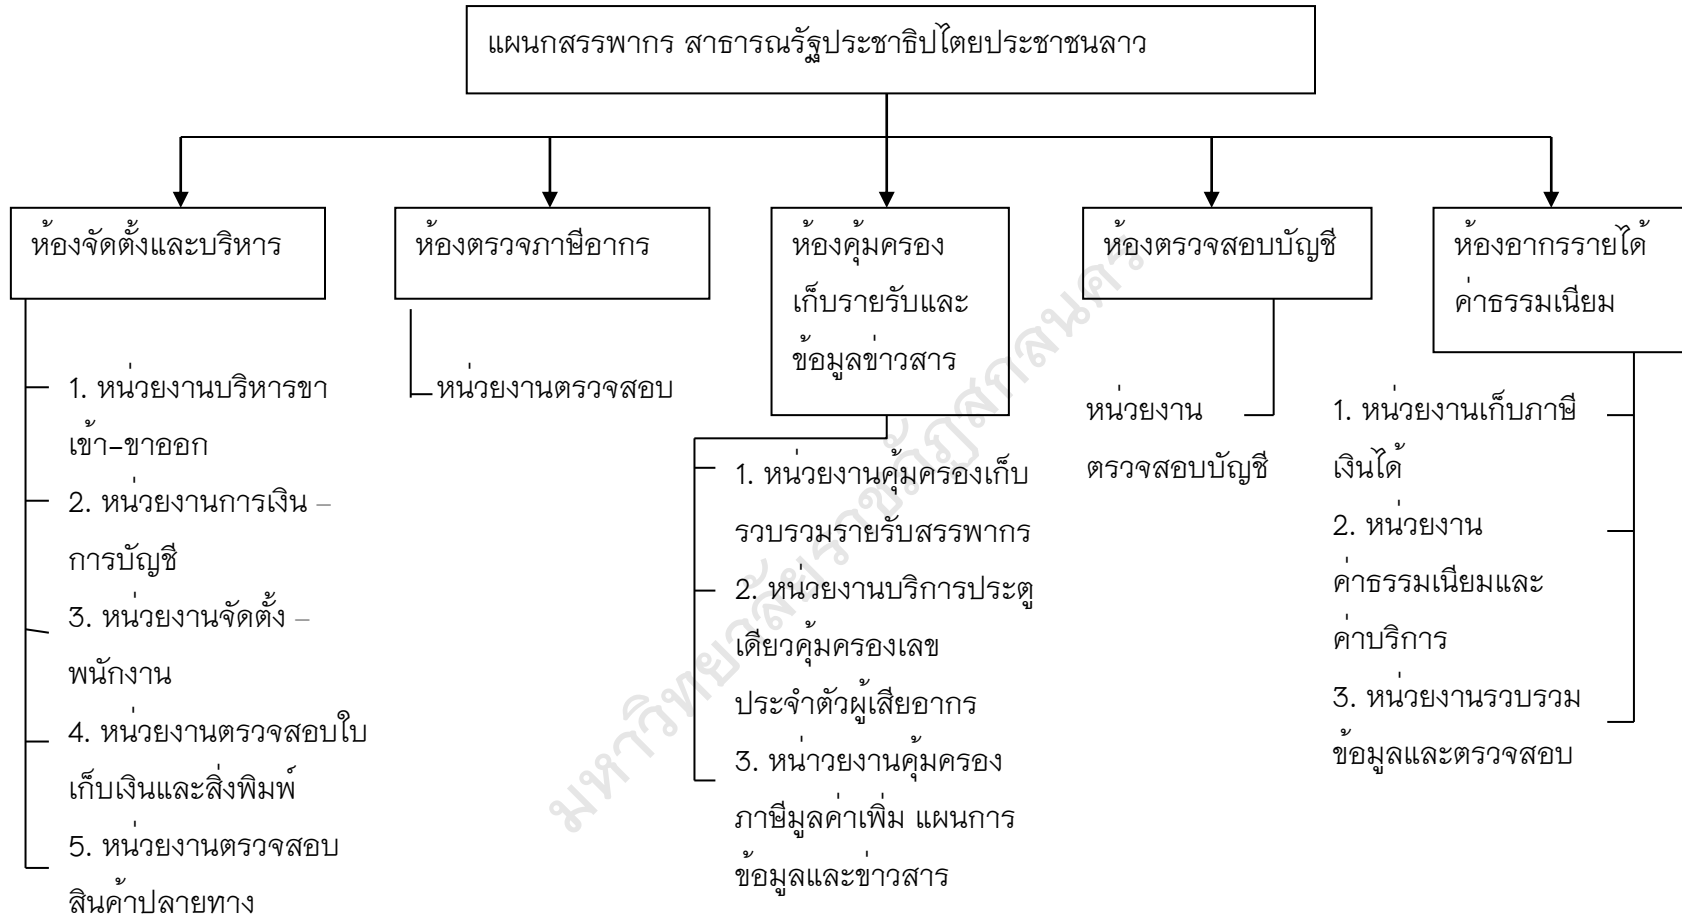 แผนกสรรพากร สาธารณรัฐประชาธิปไตยประชาชนลาว
ห้องจัดตั้งและบริหาร
1. หน่วยงานบริหารขา
เข้า-ขาออก
2. หน่วยงานการเงิน –
การบัญชี
3. หน่วยงานจัดตั้ง –
พนักงาน
4. หน่วยงานตรวจสอบใบ
เก็บเงินและสิ่งพิมพ์
5. หน่วยงานตรวจสอบ
สินค้าปลายทาง
ห้องตรวจภาษีอากร
หน่วยงานตรวจสอบ
ห้องคุ้มครอง
เก็บรายรับและ
ข้อมูลข่าวสาร
1. หน่วยงานคุ้มครองเก็บ
รวบรวมรายรับสรรพากร
2. หน่วยงานบริการประตู
เดียวคุ้มครองเลข
ประจำตัวผู้เสียอากร
3. หน่าวยงานคุ้มครอง
ภาษีมูลค่าเพิ่ม แผนการ
ข้อมูลและข่าวสาร
ห้องตรวจสอบบัญชี
หน่วยงาน
ตรวจสอบบัญชี
ห้องอากรรายได้
ค่าธรรมเนียม
1. หน่วยงานเก็บภาษี
เงินได้
2. หน่วยงาน
ค่าธรรมเนียมและ
ค่าบริการ
3. หน่วยงานรวบรวม
ข้อมูลและตรวจสอบ
มหาวิทยาลัยราชภัฏสกลนคร